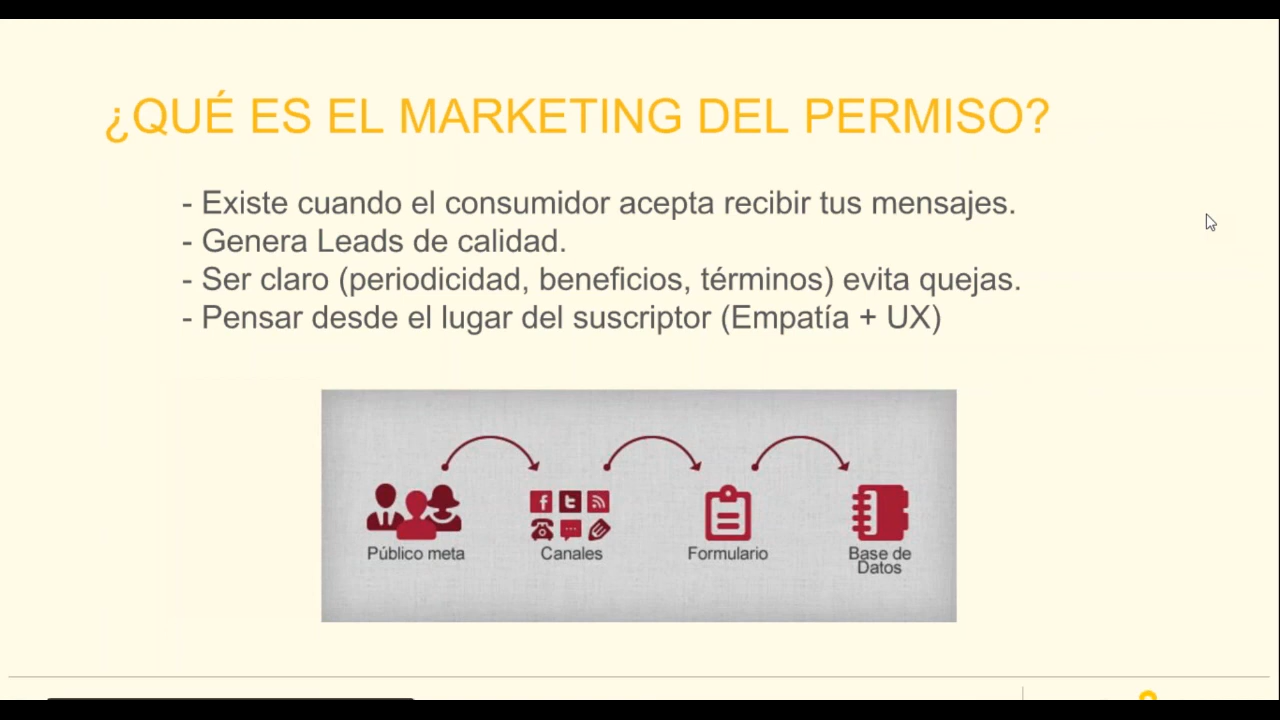 ¿QUÉ ES EL MARKETING DEL PERMISO?
- Existe cuando el consumidor acepta recibir tus mensajes.
- Genera Leads de calidad.
- Ser claro (periodicidad, beneficios, términos) evita quejas.
- Pensar desde el lugar del suscriptor (Empatía + UX)
Público meta
Canales
Formulario
Base de
Datos